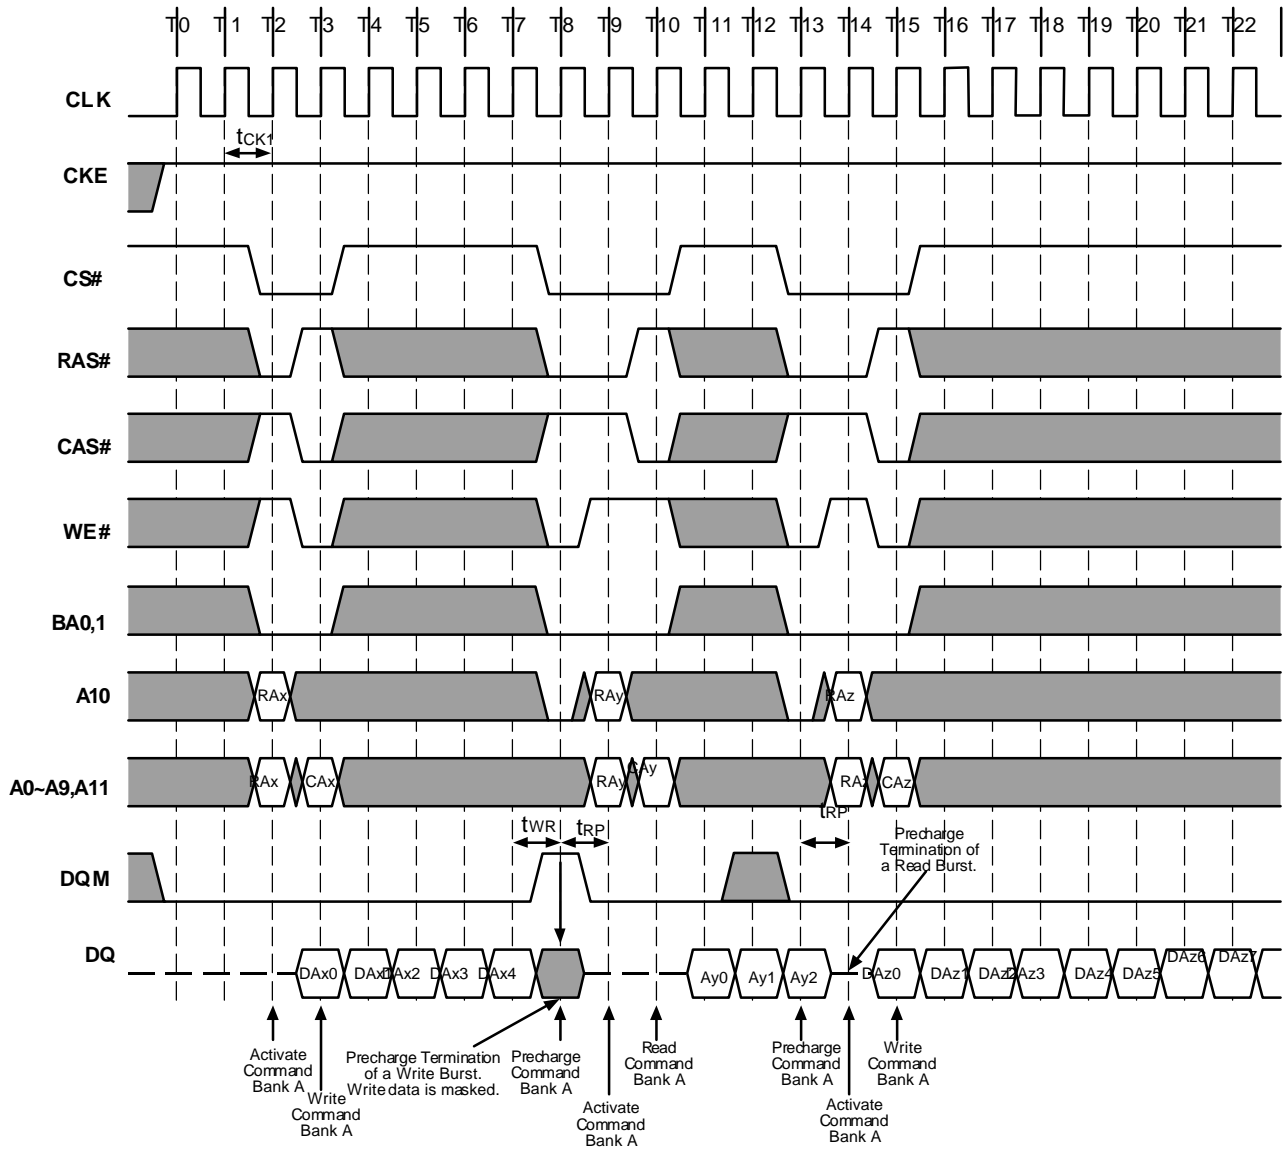 T0 T1 T2 T3 T4 T5 T6 T7 T8 T9 T10 T11 T12 T13 T14 T15 T16 T17 T18 T19 T20 T21 T22
CLK
tCK1
CKE
CS#
RAS#
CAS#
WE#
BA0,1
A10
RAx RAy RAz
A0~A9,A11
RAx CAx RAy CAy RAz CAz
tWR tRP tRP
Precharge
Termination of
a Read Burst.
DQM
DQ
DAx0 DAx1 DAx2 DAx3 DAx4 Ay0 Ay1 Ay2 DAz0 DAz1 DAz2 DAz3 DAz4 DAz5 DAz6 DAz7
Activate
Command
Bank A
Write
Command
Bank A
Precharge Termination
of a Write Burst.
Write data is masked.
Precharge
Command
Bank A
Activate
Command
Bank A
Read
Command
Bank A
Precharge
Command
Bank A
Activate
Command
Bank A
Write
Command
Bank A